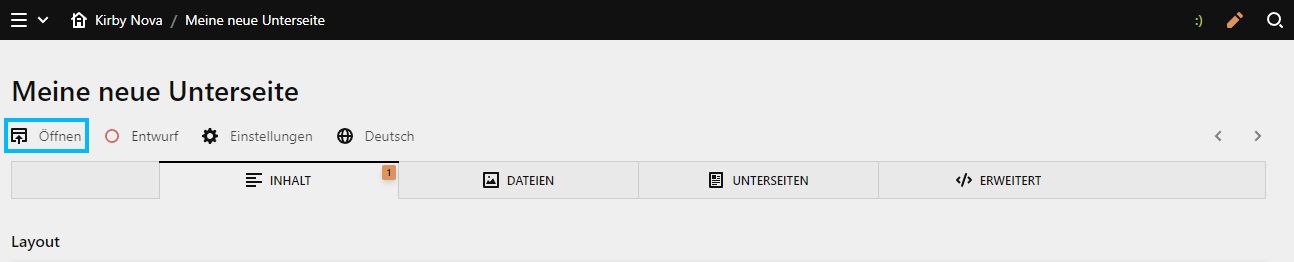 Kirby Nova / Meine neue Unterseite :)
Meine neue Unterseite
Öffnen Entwurf Einstellungen Deutsch
INHALT 1 DATEIEN UNTERSEITEN ERWEITERT
Layout